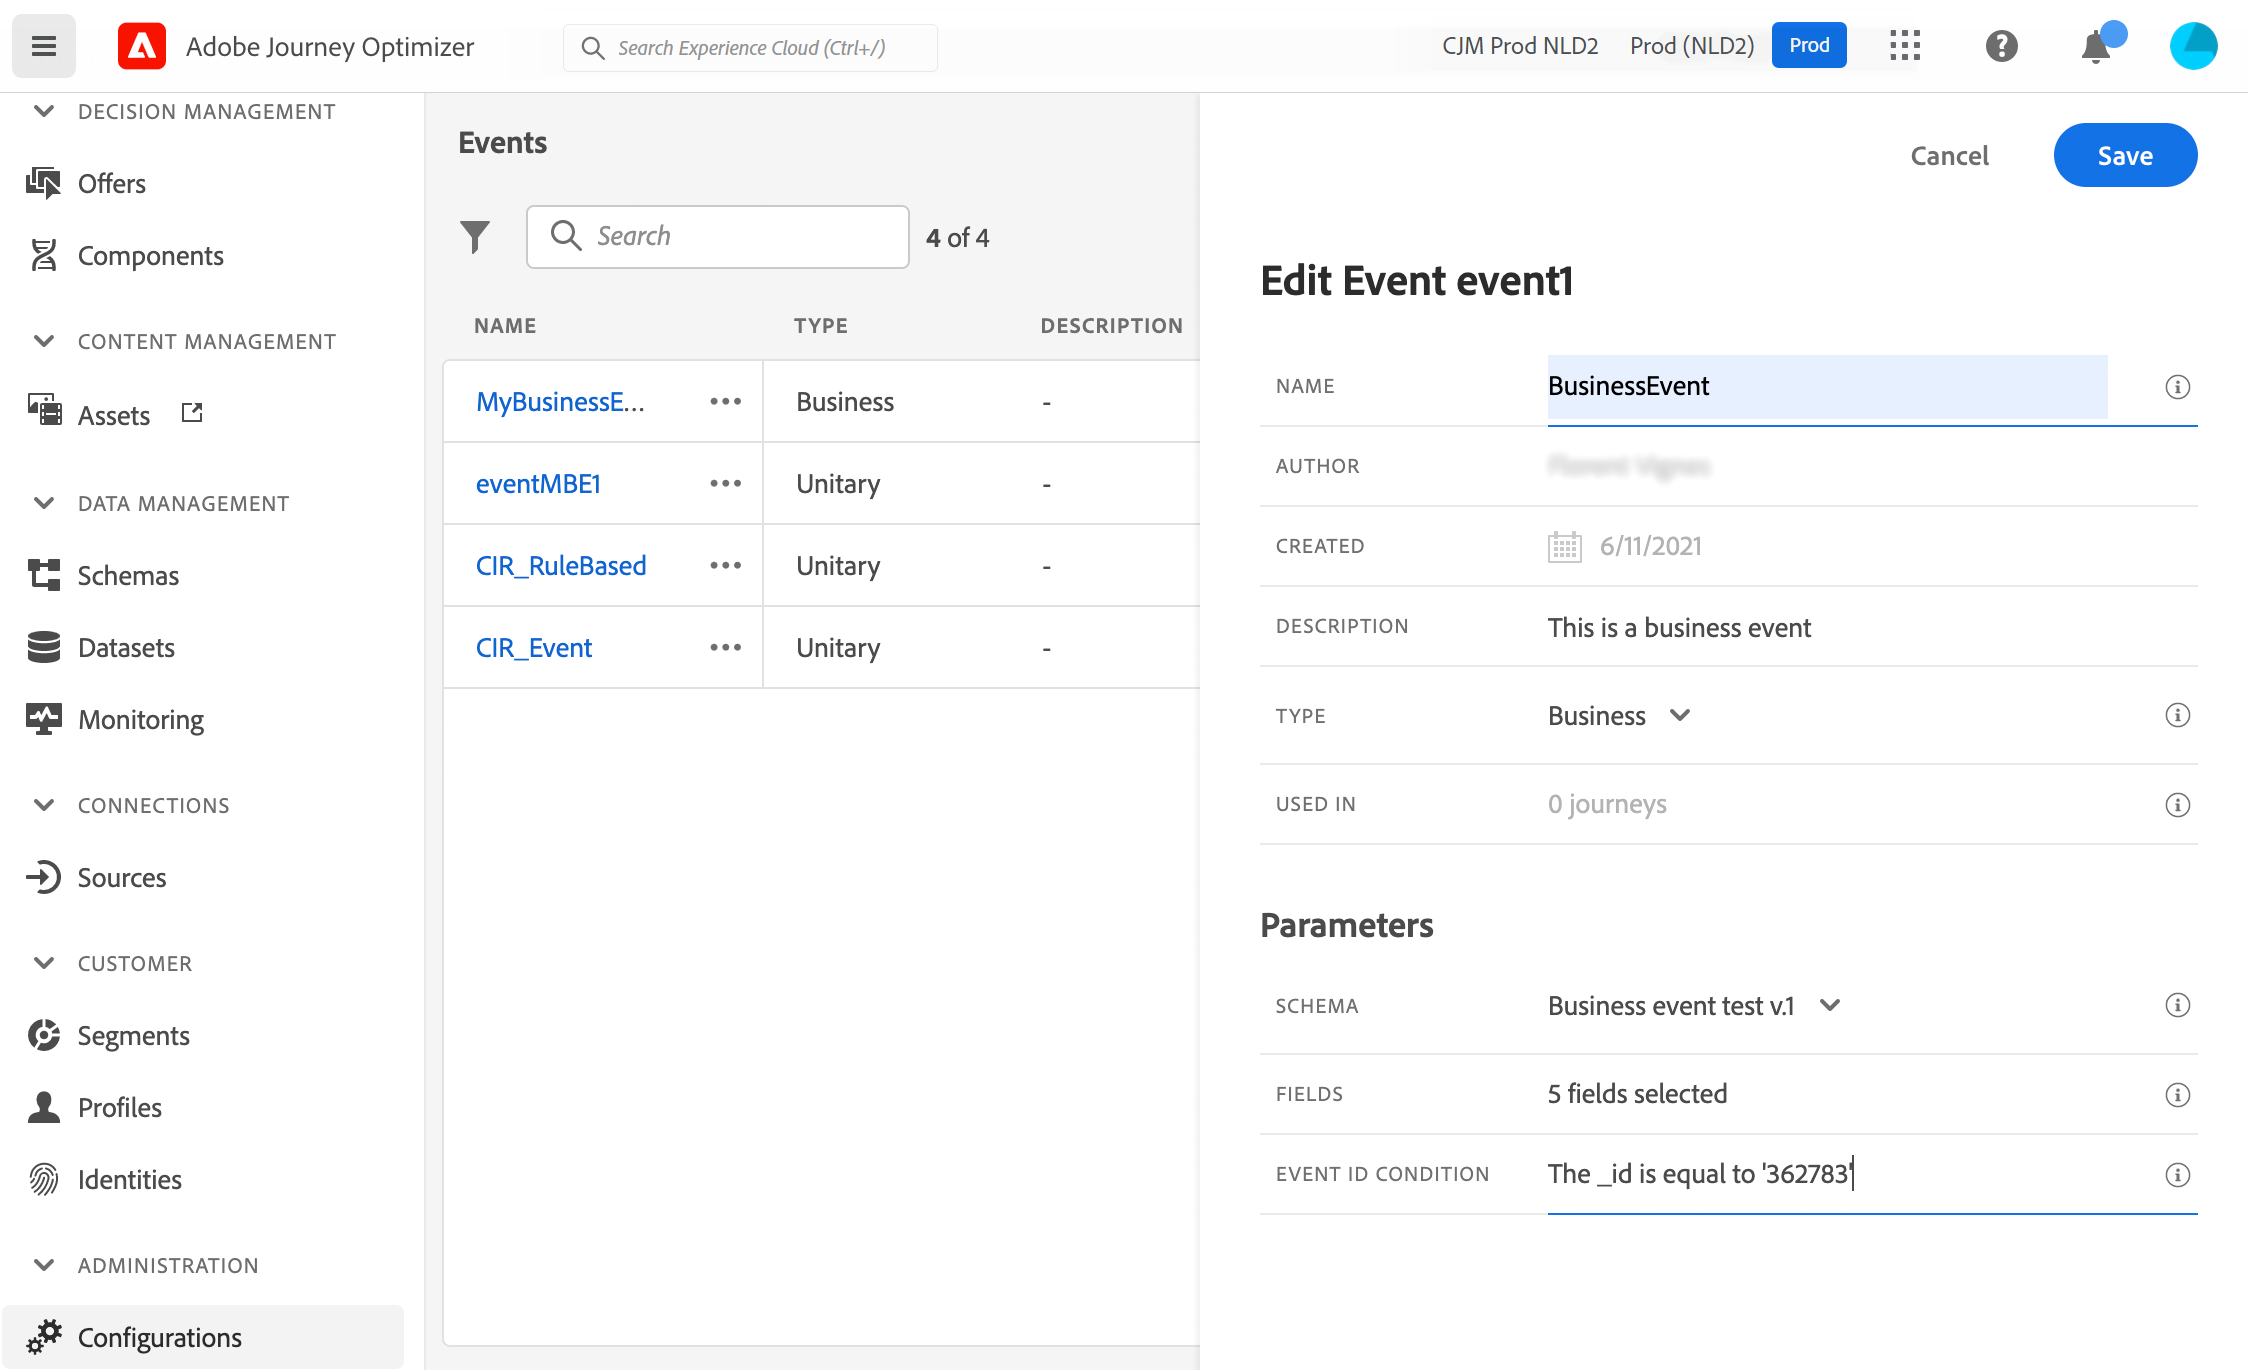 Adobe Journey Optimizer
Search Experience Cloud (Ctrl+/)
CJM Prod NLD2
Prod (NLD2)
Prod
DECISION MANAGEMENT
Offers
Components
CONTENT MANAGEMENT
Assets
DATA MANAGEMENT
Schemas
Datasets
Monitoring
CONNECTIONS
Sources
CUSTOMER
Segments
Profiles
Identities
ADMINISTRATION
Configurations
Events
Search
4 of 4
NAME TYPE DESCRIPTION
MyBusinessE... Business -
eventMBE1 Unitary -
CIR_RuleBased Unitary -
CIR_Event Unitary -
Cancel
Save
Edit Event event1
NAME BusinessEvent
AUTHOR
CREATED 6/11/2021
DESCRIPTION This is a business event
TYPE Business
USED IN 0 journeys
Parameters
SCHEMA Business event test v.1
FIELDS 5 fields selected
EVENT ID CONDITION The _id is equal to '362783'